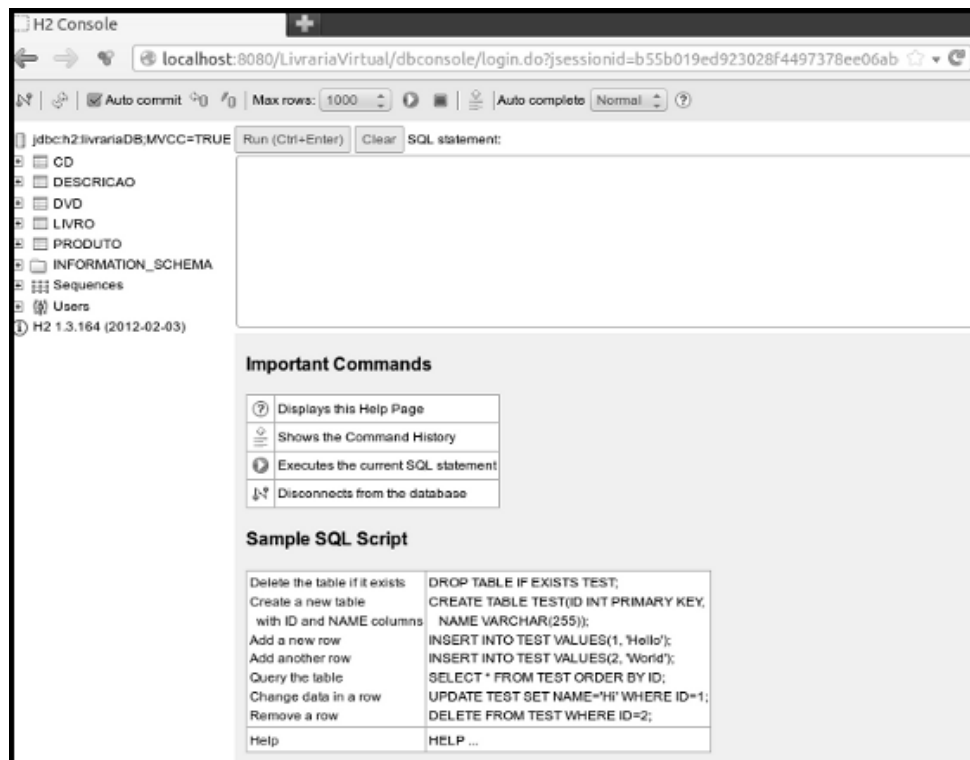 H2 Console
localhost:8080/LivrariaVirtual/dbconsole/login.do?jsessionid=b55b019ed923028f4497378ee06ab
Auto commit Max rows: 1000 Auto complete Normal
jdbc:h2:livrariaDB;MVCC=TRUE Run (Ctrl+Enter) Clear SQL statement:
CD
DESCRICAO
DVD
LIVRO
PRODUTO
INFORMATION_SCHEMA
Sequences
Users
H2 1.3.164 (2012-02-03)
Important Commands
Displays this Help Page
Shows the Command History
Executes the current SQL statement
Disconnects from the database
Sample SQL Script
Delete the table if it exists DROP TABLE IF EXISTS TEST;
Create a new table CREATE TABLE TEST(ID INT PRIMARY KEY,
with ID and NAME columns NAME VARCHAR(255));
Add a new row INSERT INTO TEST VALUES(1, 'Hello');
Add another row INSERT INTO TEST VALUES(2, 'World');
Query the table SELECT * FROM TEST ORDER BY ID;
Change data in a row UPDATE TEST SET NAME='Hi' WHERE ID=1;
Remove a row DELETE FROM TEST WHERE ID=2;
Help HELP ...